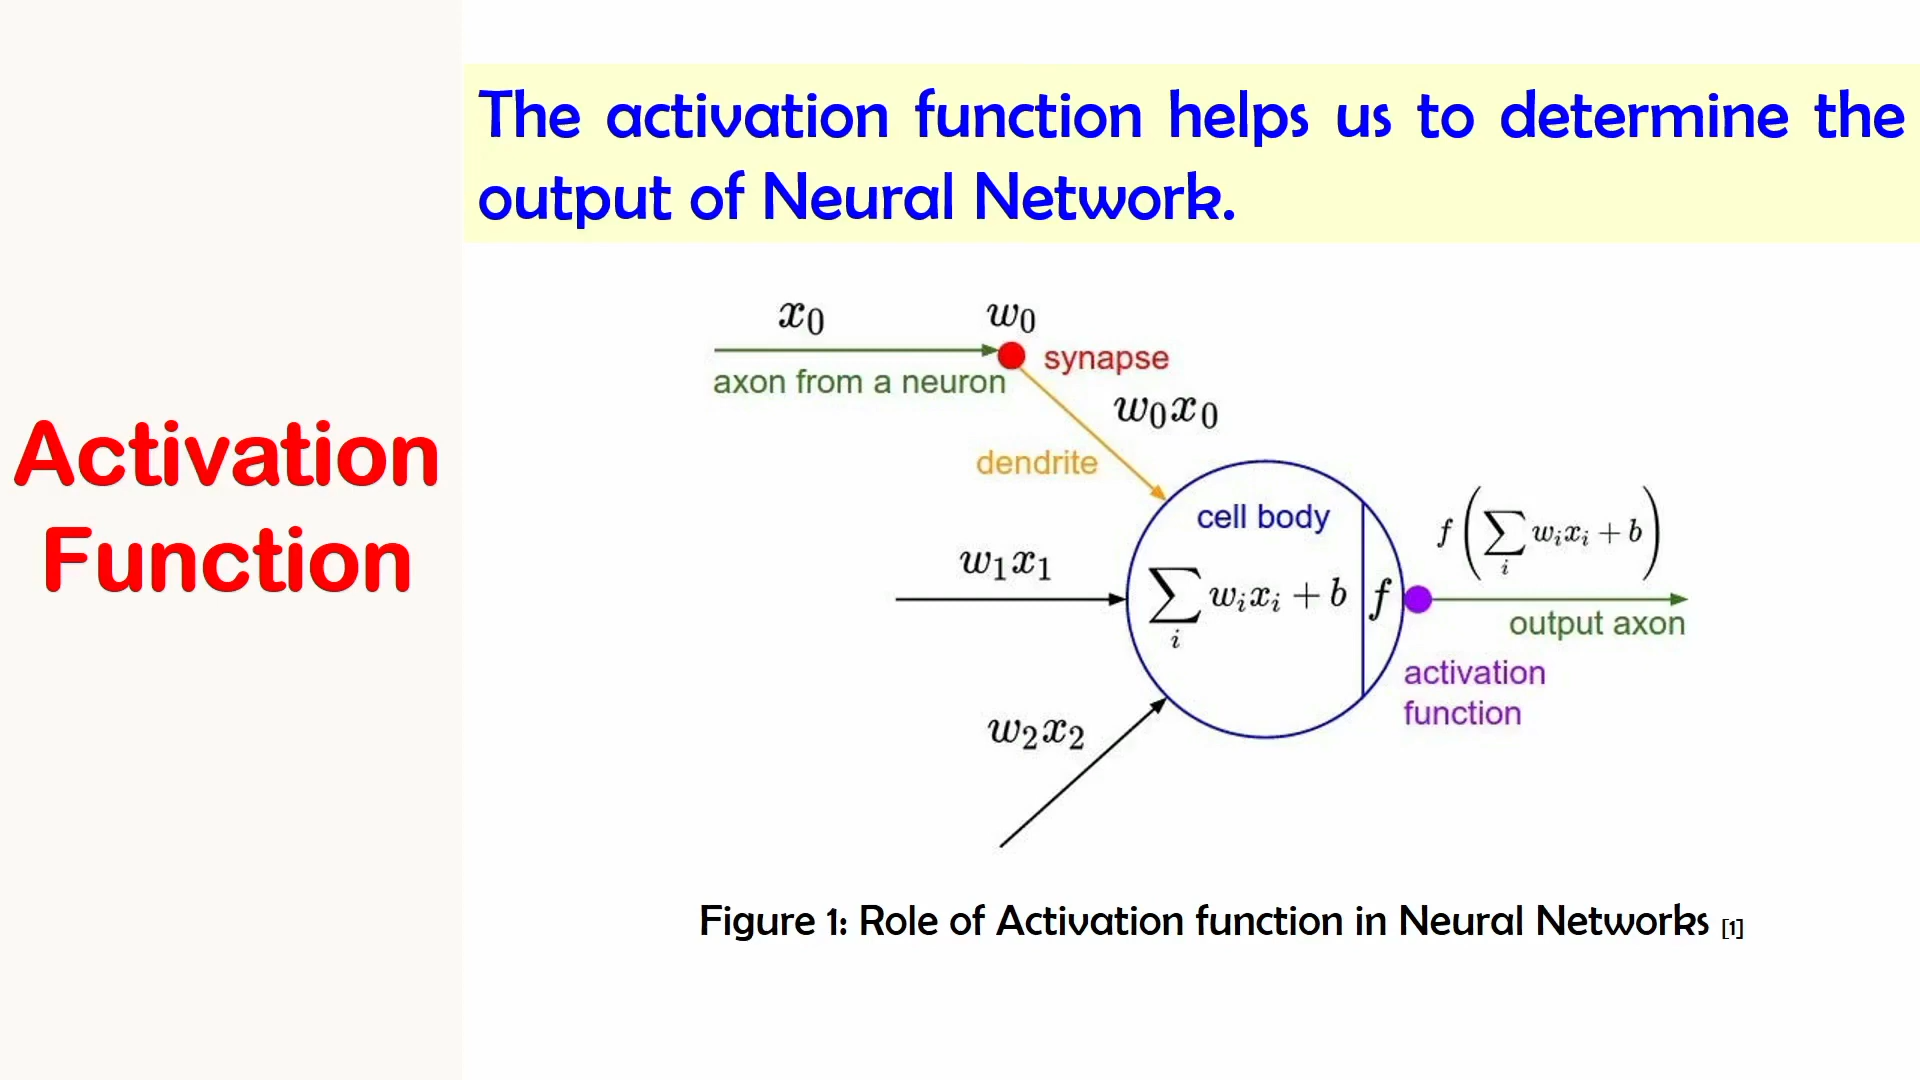 Activation
Function
The activation function helps us to determine the
output of Neural Network.
x₀
w₀
synapse
axon from a neuron
w₀x₀
dendrite
cell body
f(∑ᵢ wᵢxᵢ + b)
w₁x₁
∑ᵢ wᵢxᵢ + b
f
output axon
activation
function
w₂x₂
Figure 1: Role of Activation function in Neural Networks [1]